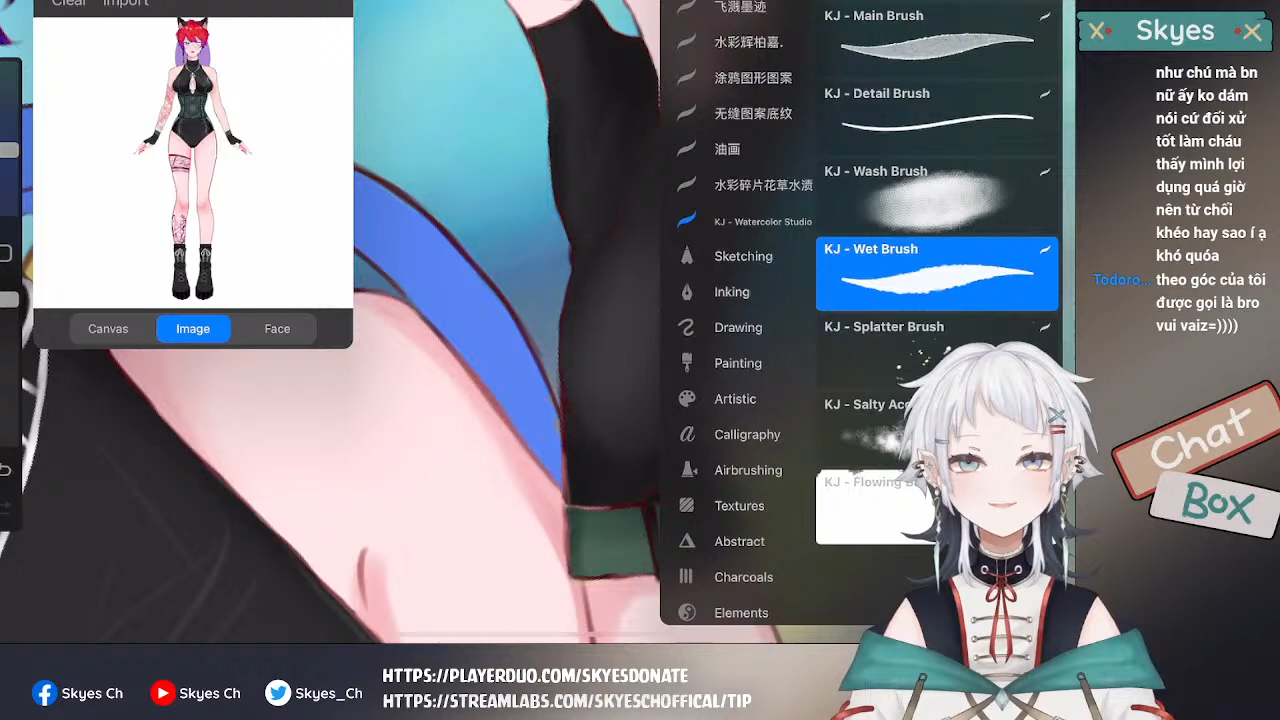 Clear Import
Canvas Image Face
飞溅墨迹
水彩辉柏嘉.
涂鸦图形图案
无缝图案底纹
油画
水彩碎片花草水渍
KJ - Watercolor Studio
Sketching
Inking
Drawing
Painting
Artistic
Calligraphy
Airbrushing
Textures
Abstract
Charcoals
Elements
KJ - Main Brush
KJ - Detail Brush
KJ - Wash Brush
KJ - Wet Brush
KJ - Splatter Brush
KJ - Salty
KJ - Flowing
Skyes
như chú mà bn
nữ ấy ko dám
nói cứ đối xử
tốt làm cháu
thấy mình lợi
dụng quá giờ
nên từ chối
khéo hay sao í ạ
khó quóa
Todoro... theo góc của tôi
được gọi là bro
vui vaiz=))))
Chat
Box
Skyes Ch Skyes Ch Skyes_Ch
HTTPS://PLAYERDUO.COM/SKYESDONATE
HTTPS://STREAMLABS.COM/SKYESCHOFFICAL/TIP